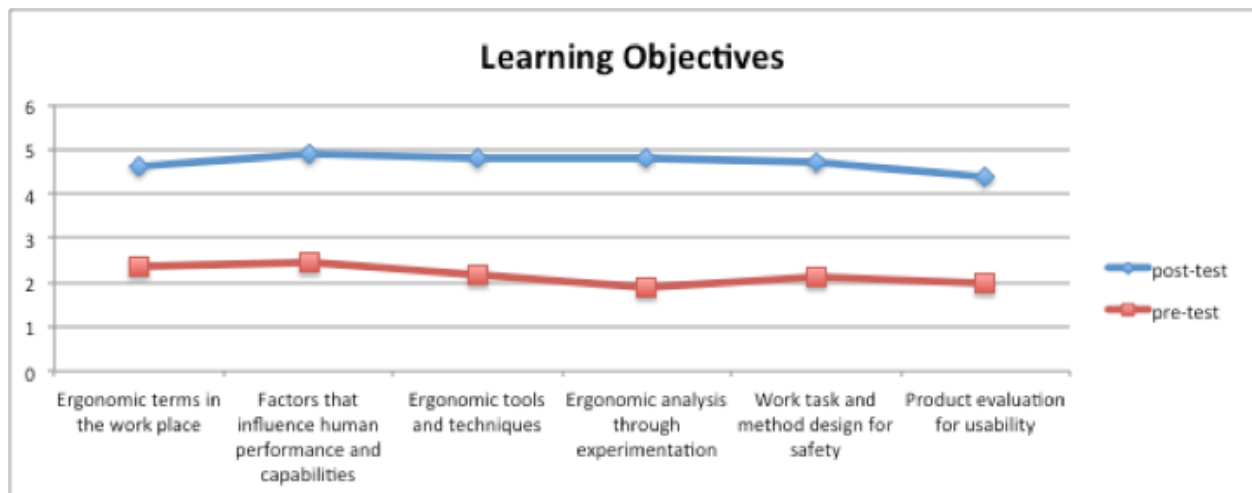 Learning Objectives
6
5
4
3
2
1
0
post-test
pre-test
Ergonomic terms in
the work place
Factors that
influence human
performance and
capabilities
Ergonomic tools
and techniques
Ergonomic analysis
through
experimentation
Work task and
method design for
safety
Product evaluation
for usability